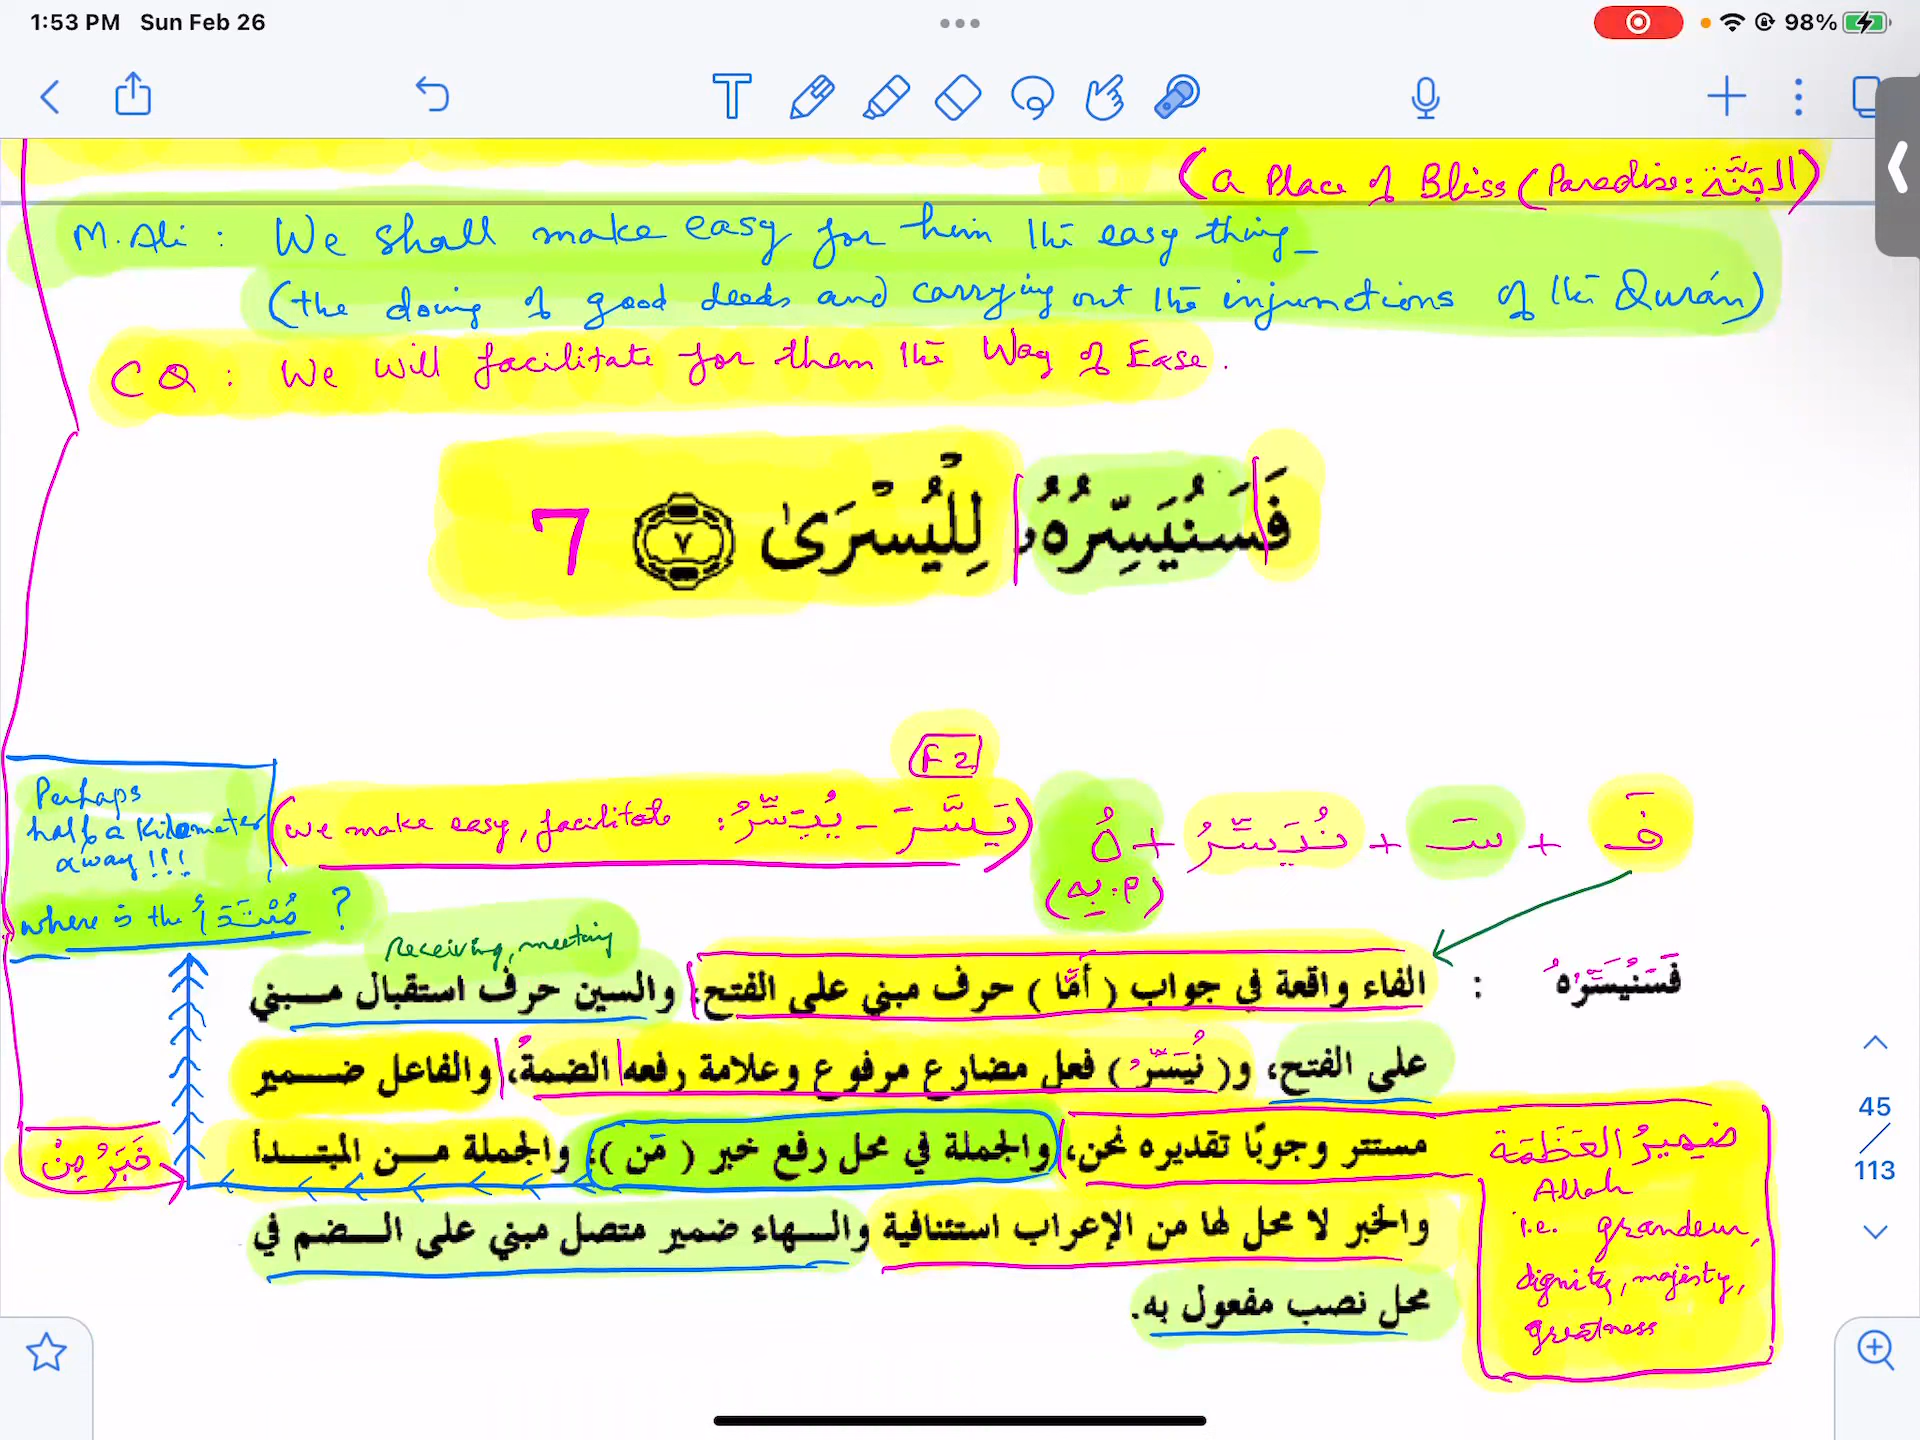 1:53 PM Sun Feb 26
98%
(a Place of Bliss (Paradise: الجَنَّة)
M. Ali : We shall make easy for him the easy thing_
(the doing of good deeds and carrying out the injunctions of the Qurán)
CQ : We will facilitate for them the Way of Ease.
فَسَنُيَسِّرُهُۥ لِلْيُسْرَىٰ ٧ 7
F2
Perhaps half a kilometer away!!!
(we make easy, facilitate : يَسَّرَ - يُيَسِّرُ)
فَ + سَـ + نُيَسِّرُ + هُ
(م. بِهِ)
where is the مُبْتَدَأ ?
receiving, meeting
فَسَنُيَسِّرُهُ : الفاء واقعة في جواب ( أمَّا ) حرف مبني على الفتح، والسين حرف استقبال مبني
على الفتح، و( نُيَسِّرُ ) فعل مضارع مرفوع وعلامة رفعه الضمةُ، والفاعل ضمير
مستتر وجوبًا تقديره نحن، والجملة في محل رفع خبر ( مَن )، والجملة من المبتدأ
والخبر لا محل لها من الإعراب استئنافية والهاء ضمير متصل مبني على الضم في
محل نصب مفعول به.
خَبَرُ مِنْ
ضميرُ العَظَمَة
Allah
i.e. grandeur,
dignity, majesty,
greatness
45
113